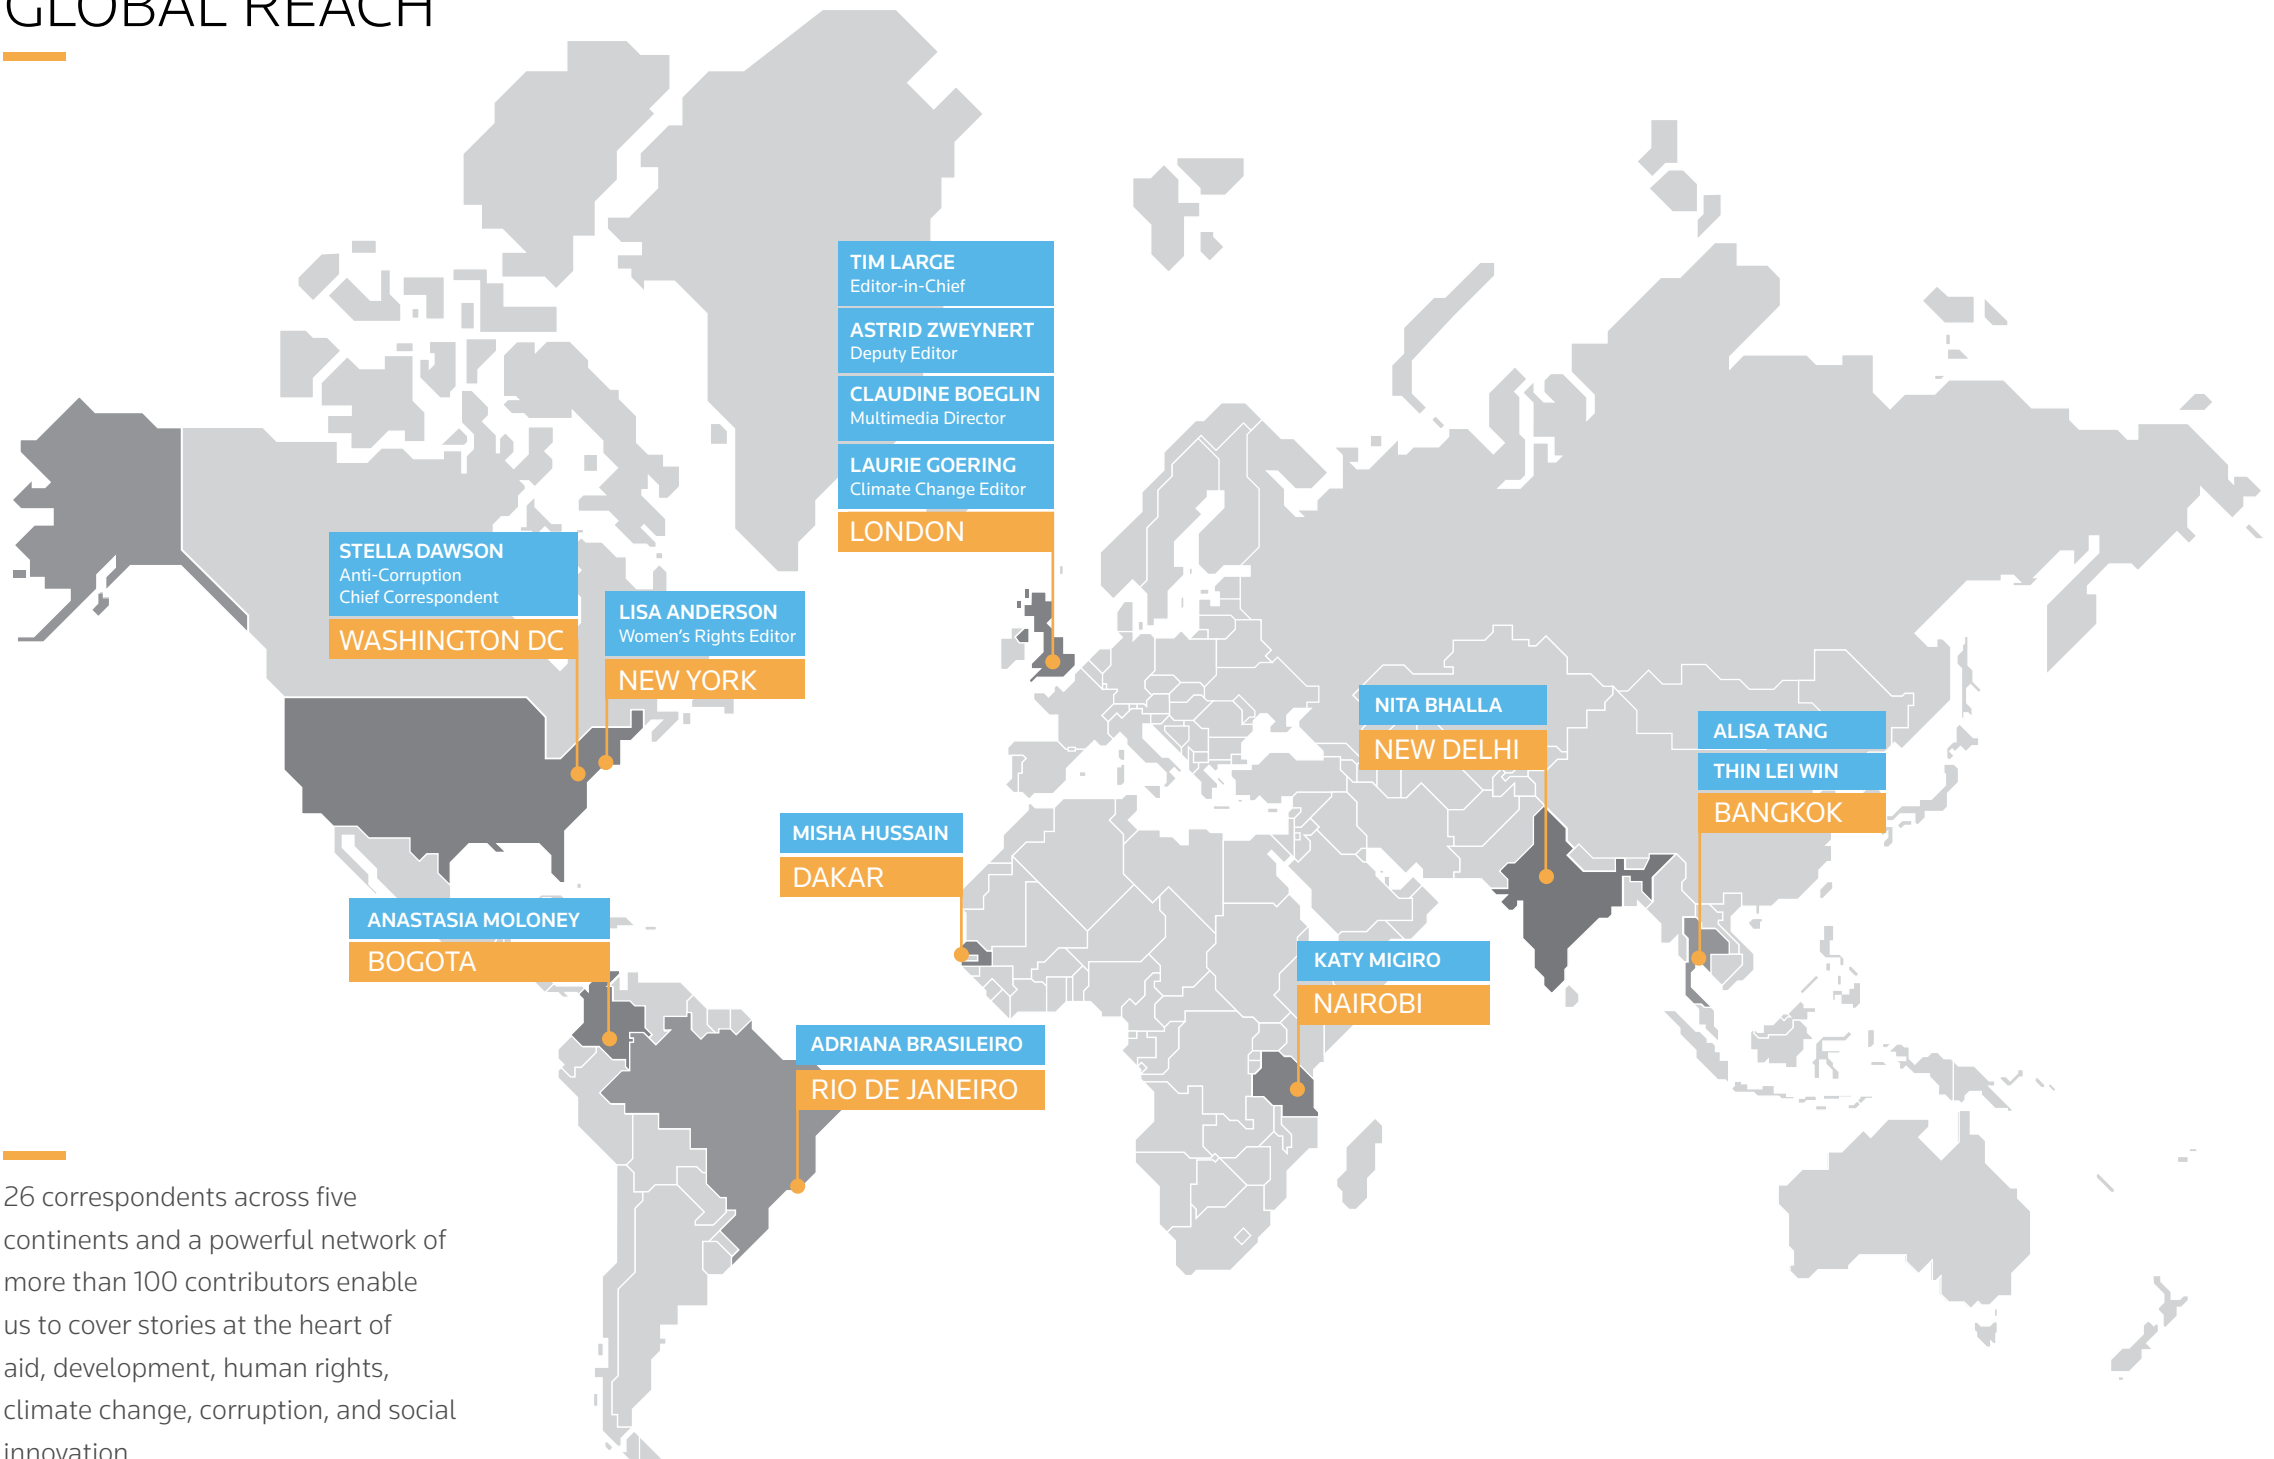 GLOBAL REACH
TIM LARGE
Editor-in-Chief
ASTRID ZWEYNERT
Deputy Editor
CLAUDINE BOEGLIN
Multimedia Director
LAURIE GOERING
Climate Change Editor
LONDON
STELLA DAWSON
Anti-Corruption
Chief Correspondent
WASHINGTON DC
LISA ANDERSON
Women's Rights Editor
NEW YORK
NITA BHALLA
NEW DELHI
ALISA TANG
THIN LEI WIN
BANGKOK
MISHA HUSSAIN
DAKAR
ANASTASIA MOLONEY
BOGOTA
KATY MIGIRO
NAIROBI
ADRIANA BRASILEIRO
RIO DE JANEIRO
26 correspondents across five
continents and a powerful network of
more than 100 contributors enable
us to cover stories at the heart of
aid, development, human rights,
climate change, corruption, and social
innovation